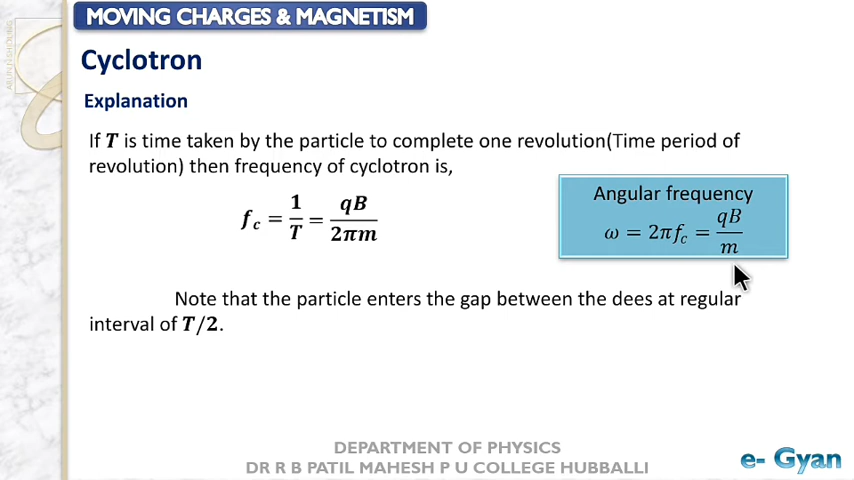 MOVING CHARGES & MAGNETISM
Cyclotron
Explanation
If T is time taken by the particle to complete one revolution(Time period of
revolution) then frequency of cyclotron is,
f_c = 1/T = qB/2πm
Angular frequency
ω = 2πf_c = qB/m
Note that the particle enters the gap between the dees at regular
interval of T/2.
DEPARTMENT OF PHYSICS
DR R B PATIL MAHESH P U COLLEGE HUBBALLI
e- Gyan